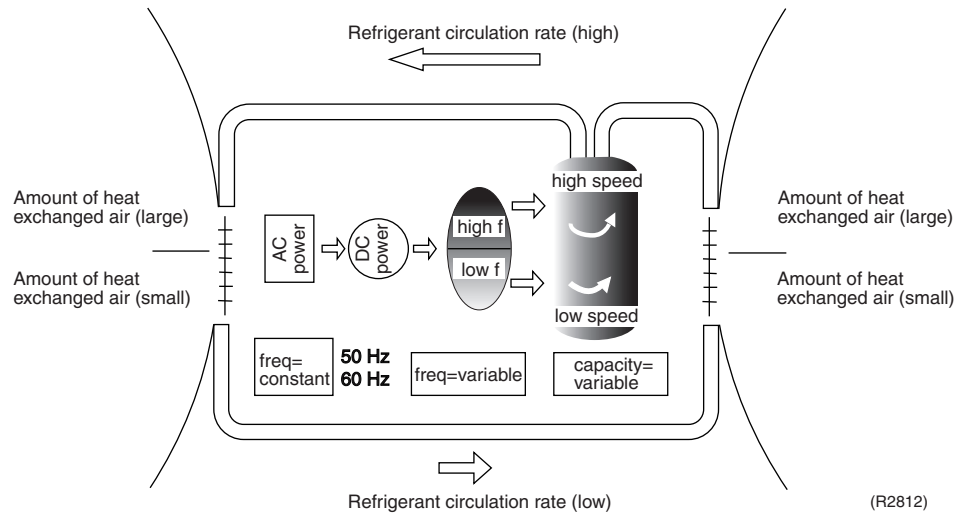 Refrigerant circulation rate (high)
Amount of heat
exchanged air (large)
Amount of heat
exchanged air (small)
AC
power
DC
power
high f
low f
high speed
low speed
Amount of heat
exchanged air (large)
Amount of heat
exchanged air (small)
freq=
constant
50 Hz
60 Hz
freq=variable
capacity=
variable
Refrigerant circulation rate (low)
(R2812)